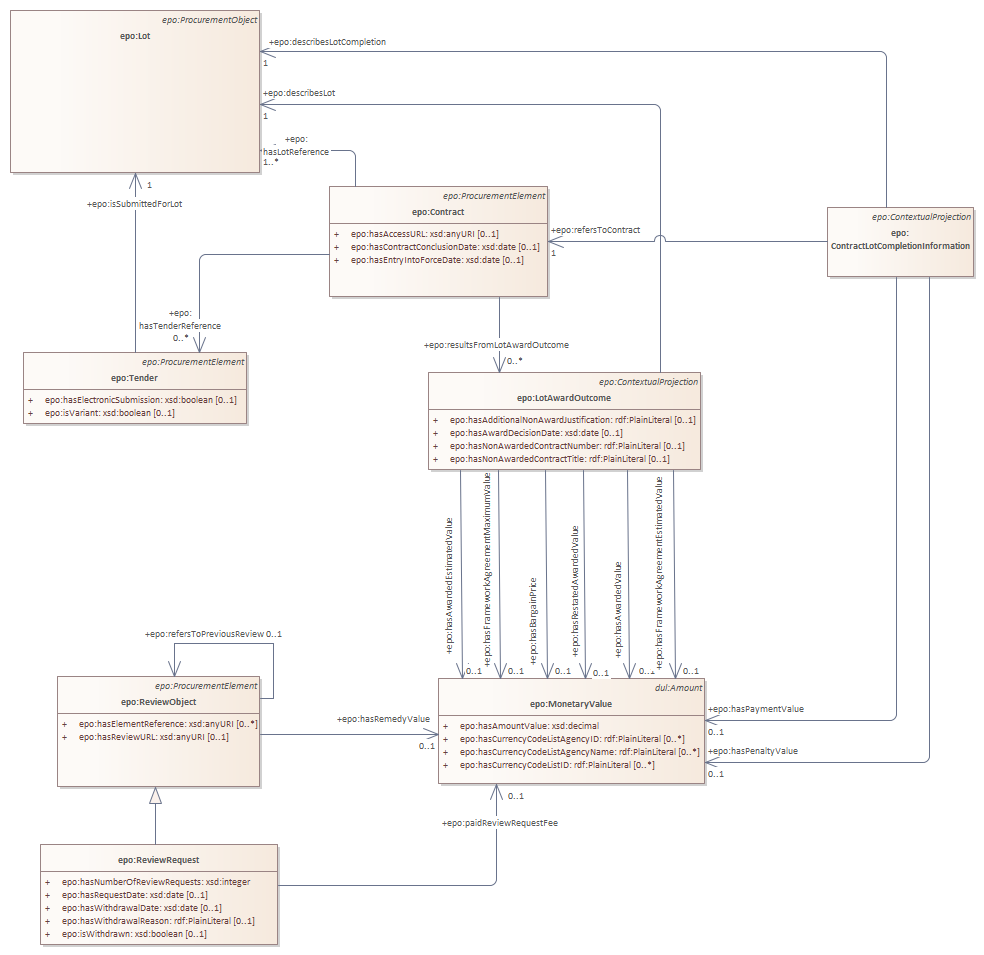 epo:ProcurementObject
epo:Lot
+epo:describesLotCompletion
1
+epo:describesLot
1
+epo:
hasLotReference
1..*
1
+epo:isSubmittedForLot
epo:ProcurementElement
epo:Contract
+ epo:hasAccessURL: xsd:anyURI [0..1]
+ epo:hasContractConclusionDate: xsd:date [0..1]
+ epo:hasEntryIntoForceDate: xsd:date [0..1]
+epo:refersToContract
1
epo:ContextualProjection
epo:
ContractLotCompletionInformation
+epo:
hasTenderReference
0..*
+epo:resultsFromLotAwardOutcome
0..*
epo:ProcurementElement
epo:Tender
+ epo:hasElectronicSubmission: xsd:boolean [0..1]
+ epo:isVariant: xsd:boolean [0..1]
epo:ContextualProjection
epo:LotAwardOutcome
+ epo:hasAdditionalNonAwardJustification: rdf:PlainLiteral [0..1]
+ epo:hasAwardDecisionDate: xsd:date [0..1]
+ epo:hasNonAwardedContractNumber: rdf:PlainLiteral [0..1]
+ epo:hasNonAwardedContractTitle: rdf:PlainLiteral [0..1]
+epo:hasAwardedEstimatedValue
0..1
+epo:hasFrameworkAgreementMaximumValue
0..1
+epo:hasBargainPrice
0..1
+epo:hasRestatedAwardedValue
0..1
+epo:hasAwardedValue
0..1
+epo:hasFrameworkAgreementEstimatedValue
0..1
+epo:refersToPreviousReview 0..1
epo:ProcurementElement
epo:ReviewObject
+ epo:hasElementReference: xsd:anyURI [0..*]
+ epo:hasReviewURL: xsd:anyURI [0..1]
+epo:hasRemedyValue
0..1
dul:Amount
epo:MonetaryValue
+ epo:hasAmountValue: xsd:decimal
+ epo:hasCurrencyCodeListAgencyID: rdf:PlainLiteral [0..*]
+ epo:hasCurrencyCodeListAgencyName: rdf:PlainLiteral [0..*]
+ epo:hasCurrencyCodeListID: rdf:PlainLiteral [0..*]
+epo:hasPaymentValue
0..1
+epo:hasPenaltyValue
0..1
0..1
+epo:paidReviewRequestFee
epo:ReviewRequest
+ epo:hasNumberOfReviewRequests: xsd:integer
+ epo:hasRequestDate: xsd:date [0..1]
+ epo:hasWithdrawalDate: xsd:date [0..1]
+ epo:hasWithdrawalReason: rdf:PlainLiteral [0..1]
+ epo:isWithdrawn: xsd:boolean [0..1]